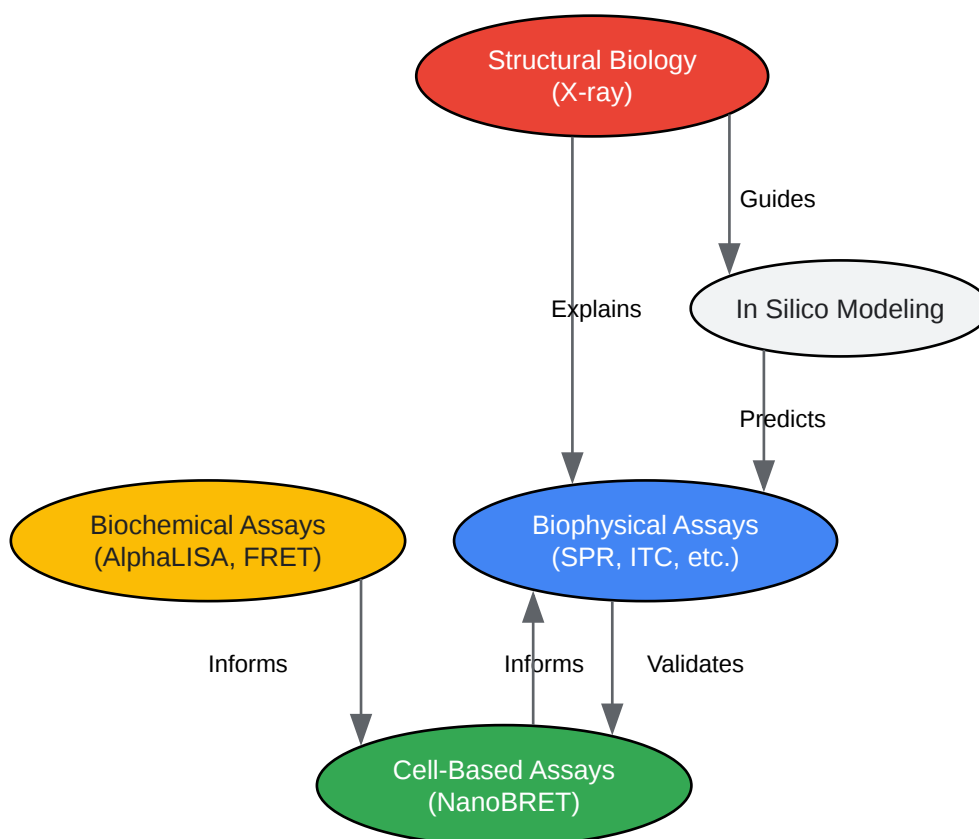 Structural Biology
(X-ray)
Guides
Explains
In Silico Modeling
Predicts
Biochemical Assays
(AlphaLISA, FRET)
Biophysical Assays
(SPR, ITC, etc.)
Informs
Informs
Validates
Cell-Based Assays
(NanoBRET)